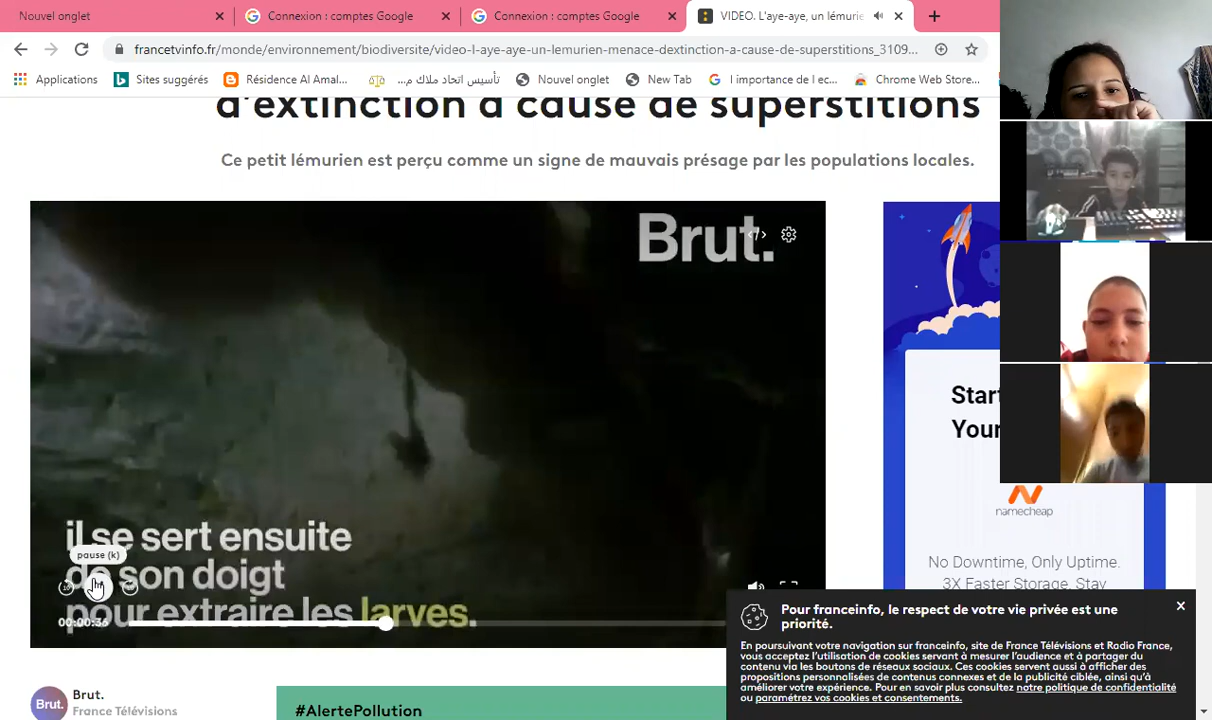 Nouvel onglet
Connexion : comptes Google
Connexion : comptes Google
VIDEO. L'aye-aye, un lémurie
francetvinfo.fr/monde/environnement/biodiversite/video-l-aye-aye-un-lemurien-menace-dextinction-a-cause-de-superstitions_3109...
Applications
Sites suggérés
Résidence Al Amal...
تأسيس اتحاد ملاك م...
Nouvel onglet
New Tab
l importance de l ec...
Chrome Web Store...
d'extinction à cause de superstitions
Ce petit lémurien est perçu comme un signe de mauvais présage par les populations locales.
Brut.
il se sert ensuite
de son doigt
pour extraire les larves.
pause (k)
10
00:00:36
Start
Your
namecheap
No Downtime, Only Uptime.
3X Faster Storage. Stay
Pour franceinfo, le respect de votre vie privée est une
priorité.
En poursuivant votre navigation sur franceinfo, site de France Télévisions et Radio France,
vous acceptez l'utilisation de cookies servant à mesurer l'audience et à partager du
contenu via les boutons de réseaux sociaux. Ces cookies servent aussi à afficher des
propositions personnalisées de contenus connexes et de la publicité ciblée, ainsi qu'à
améliorer votre expérience. Pour en savoir plus consultez notre politique de confidentialité
ou paramétrez vos cookies et consentements.
Brut.
Brut.
France Télévisions
#AlertePollution